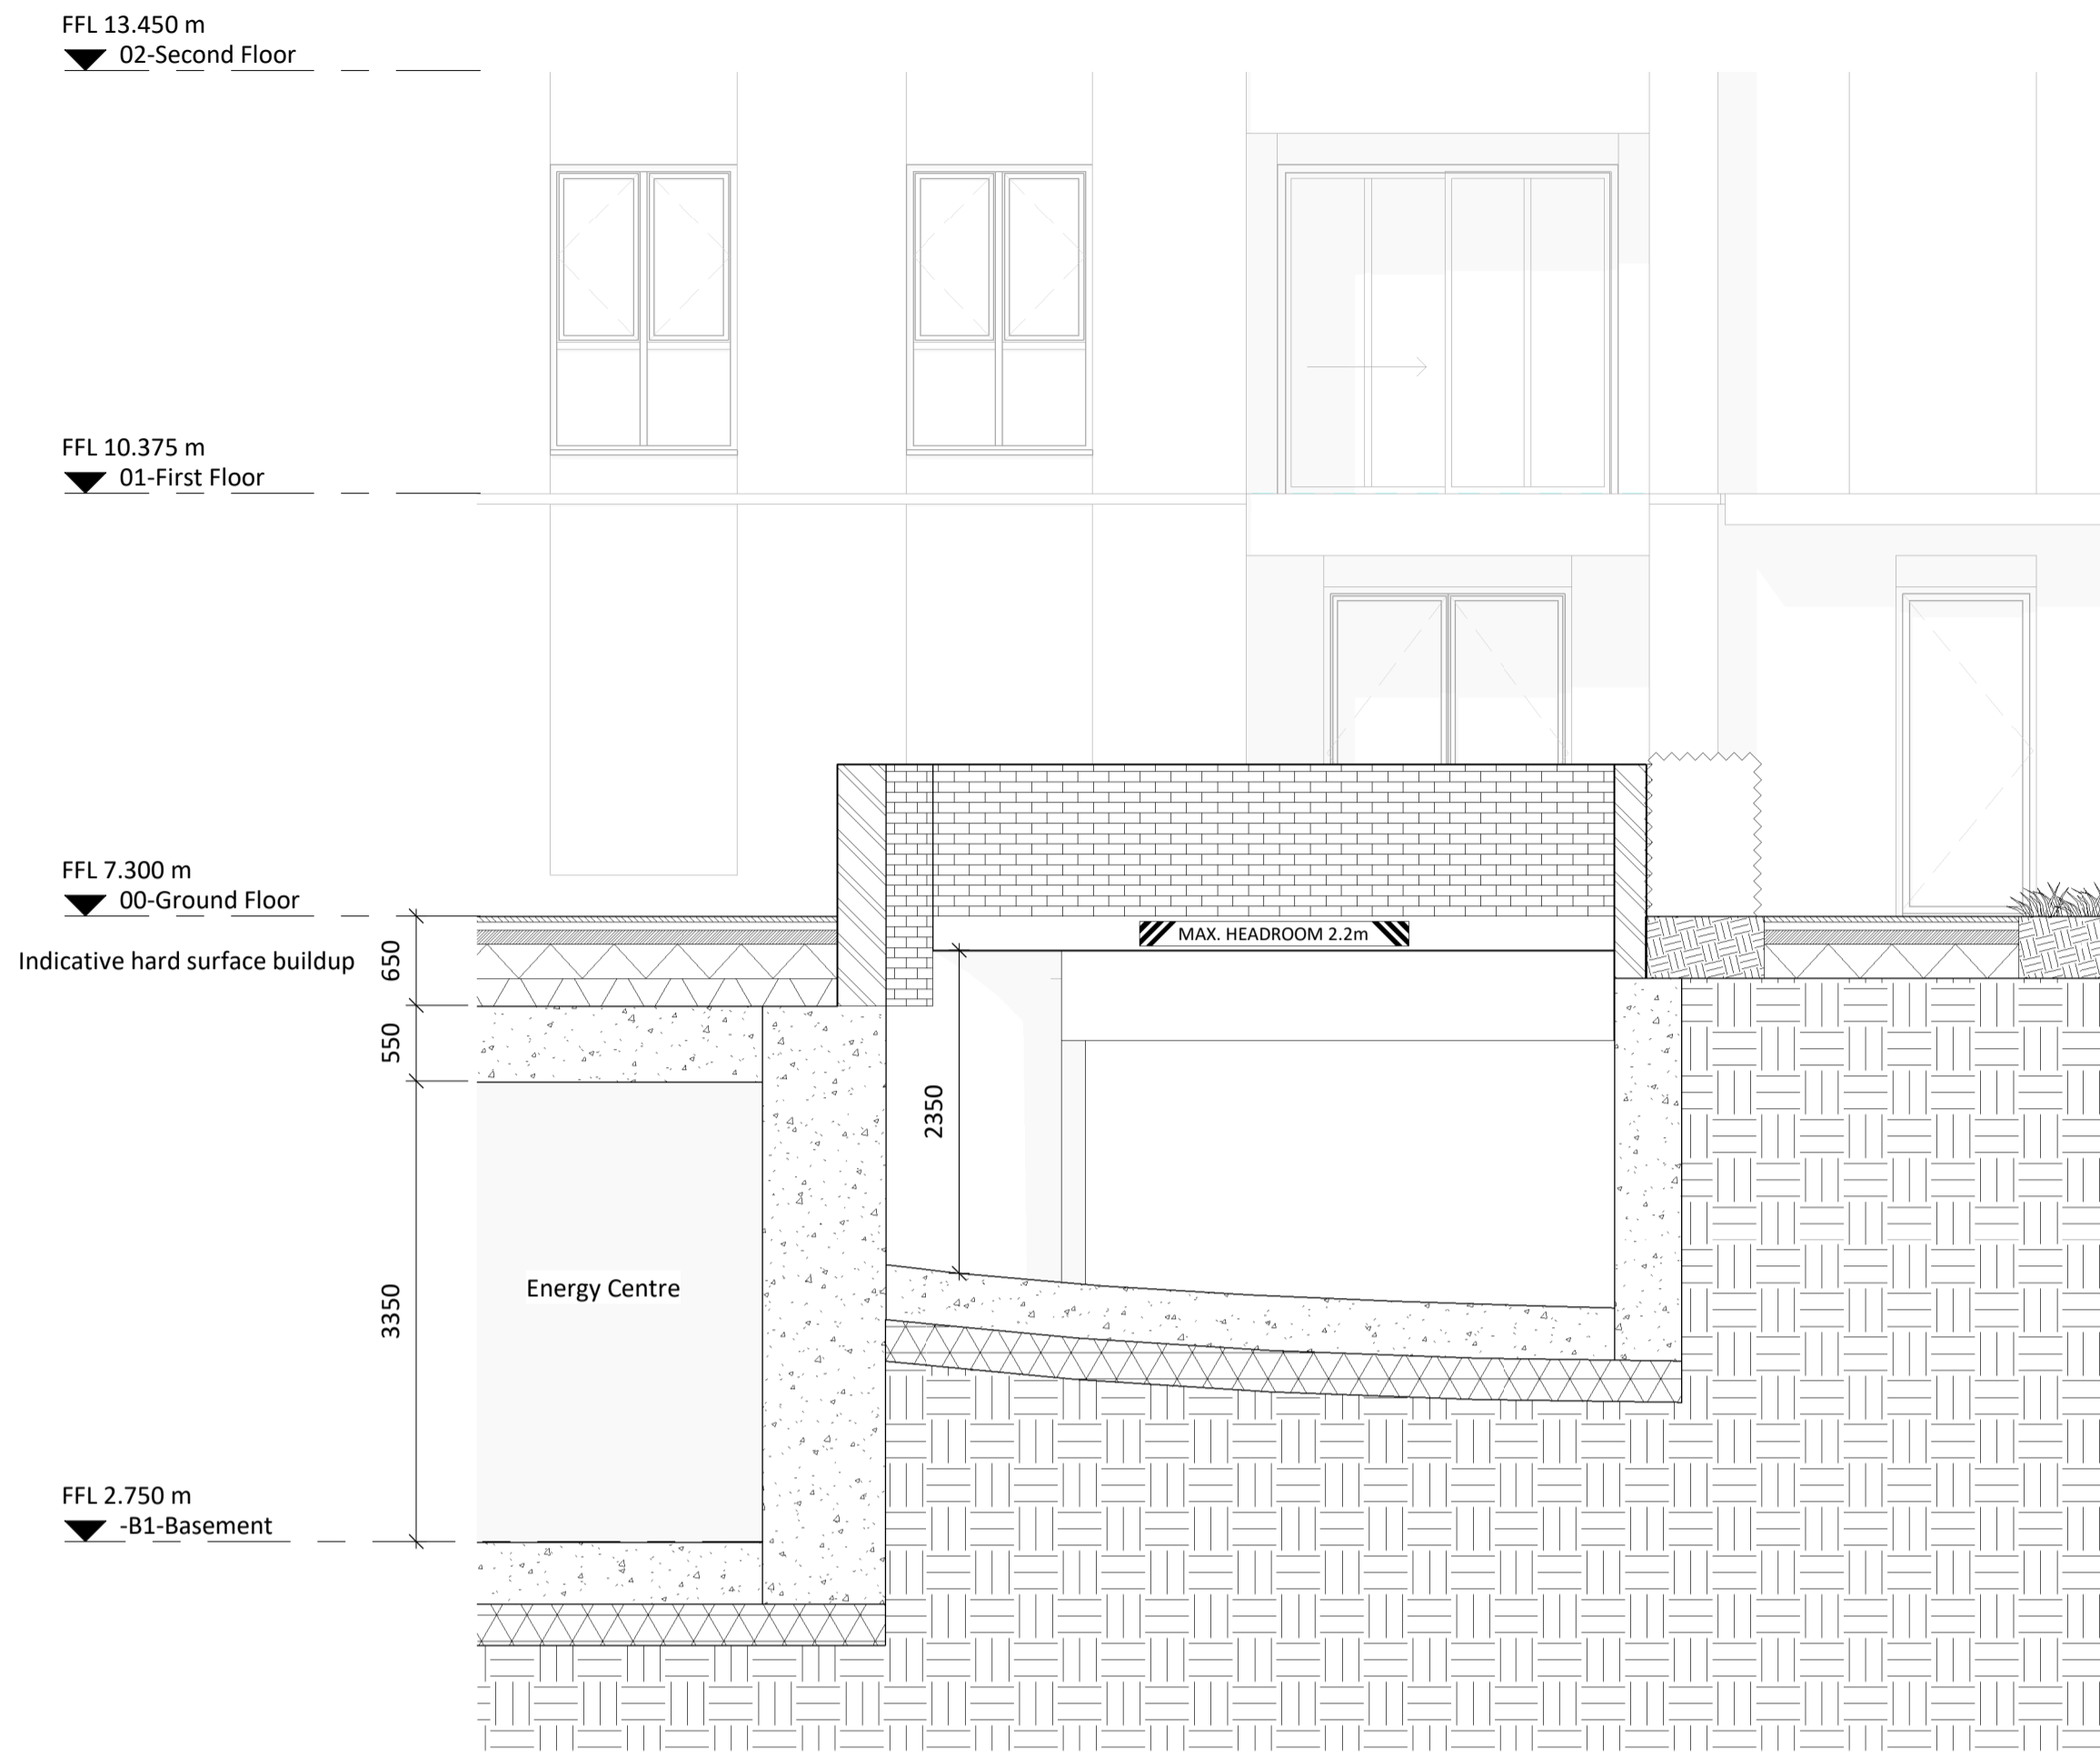 FFL 13.450 m
02-Second Floor
FFL 10.375 m
01-First Floor
FFL 7.300 m
00-Ground Floor
MAX. HEADROOM 2.2m
Indicative hard surface buildup
650
550
2350
Energy Centre
3350
FFL 2.750 m
-B1-Basement